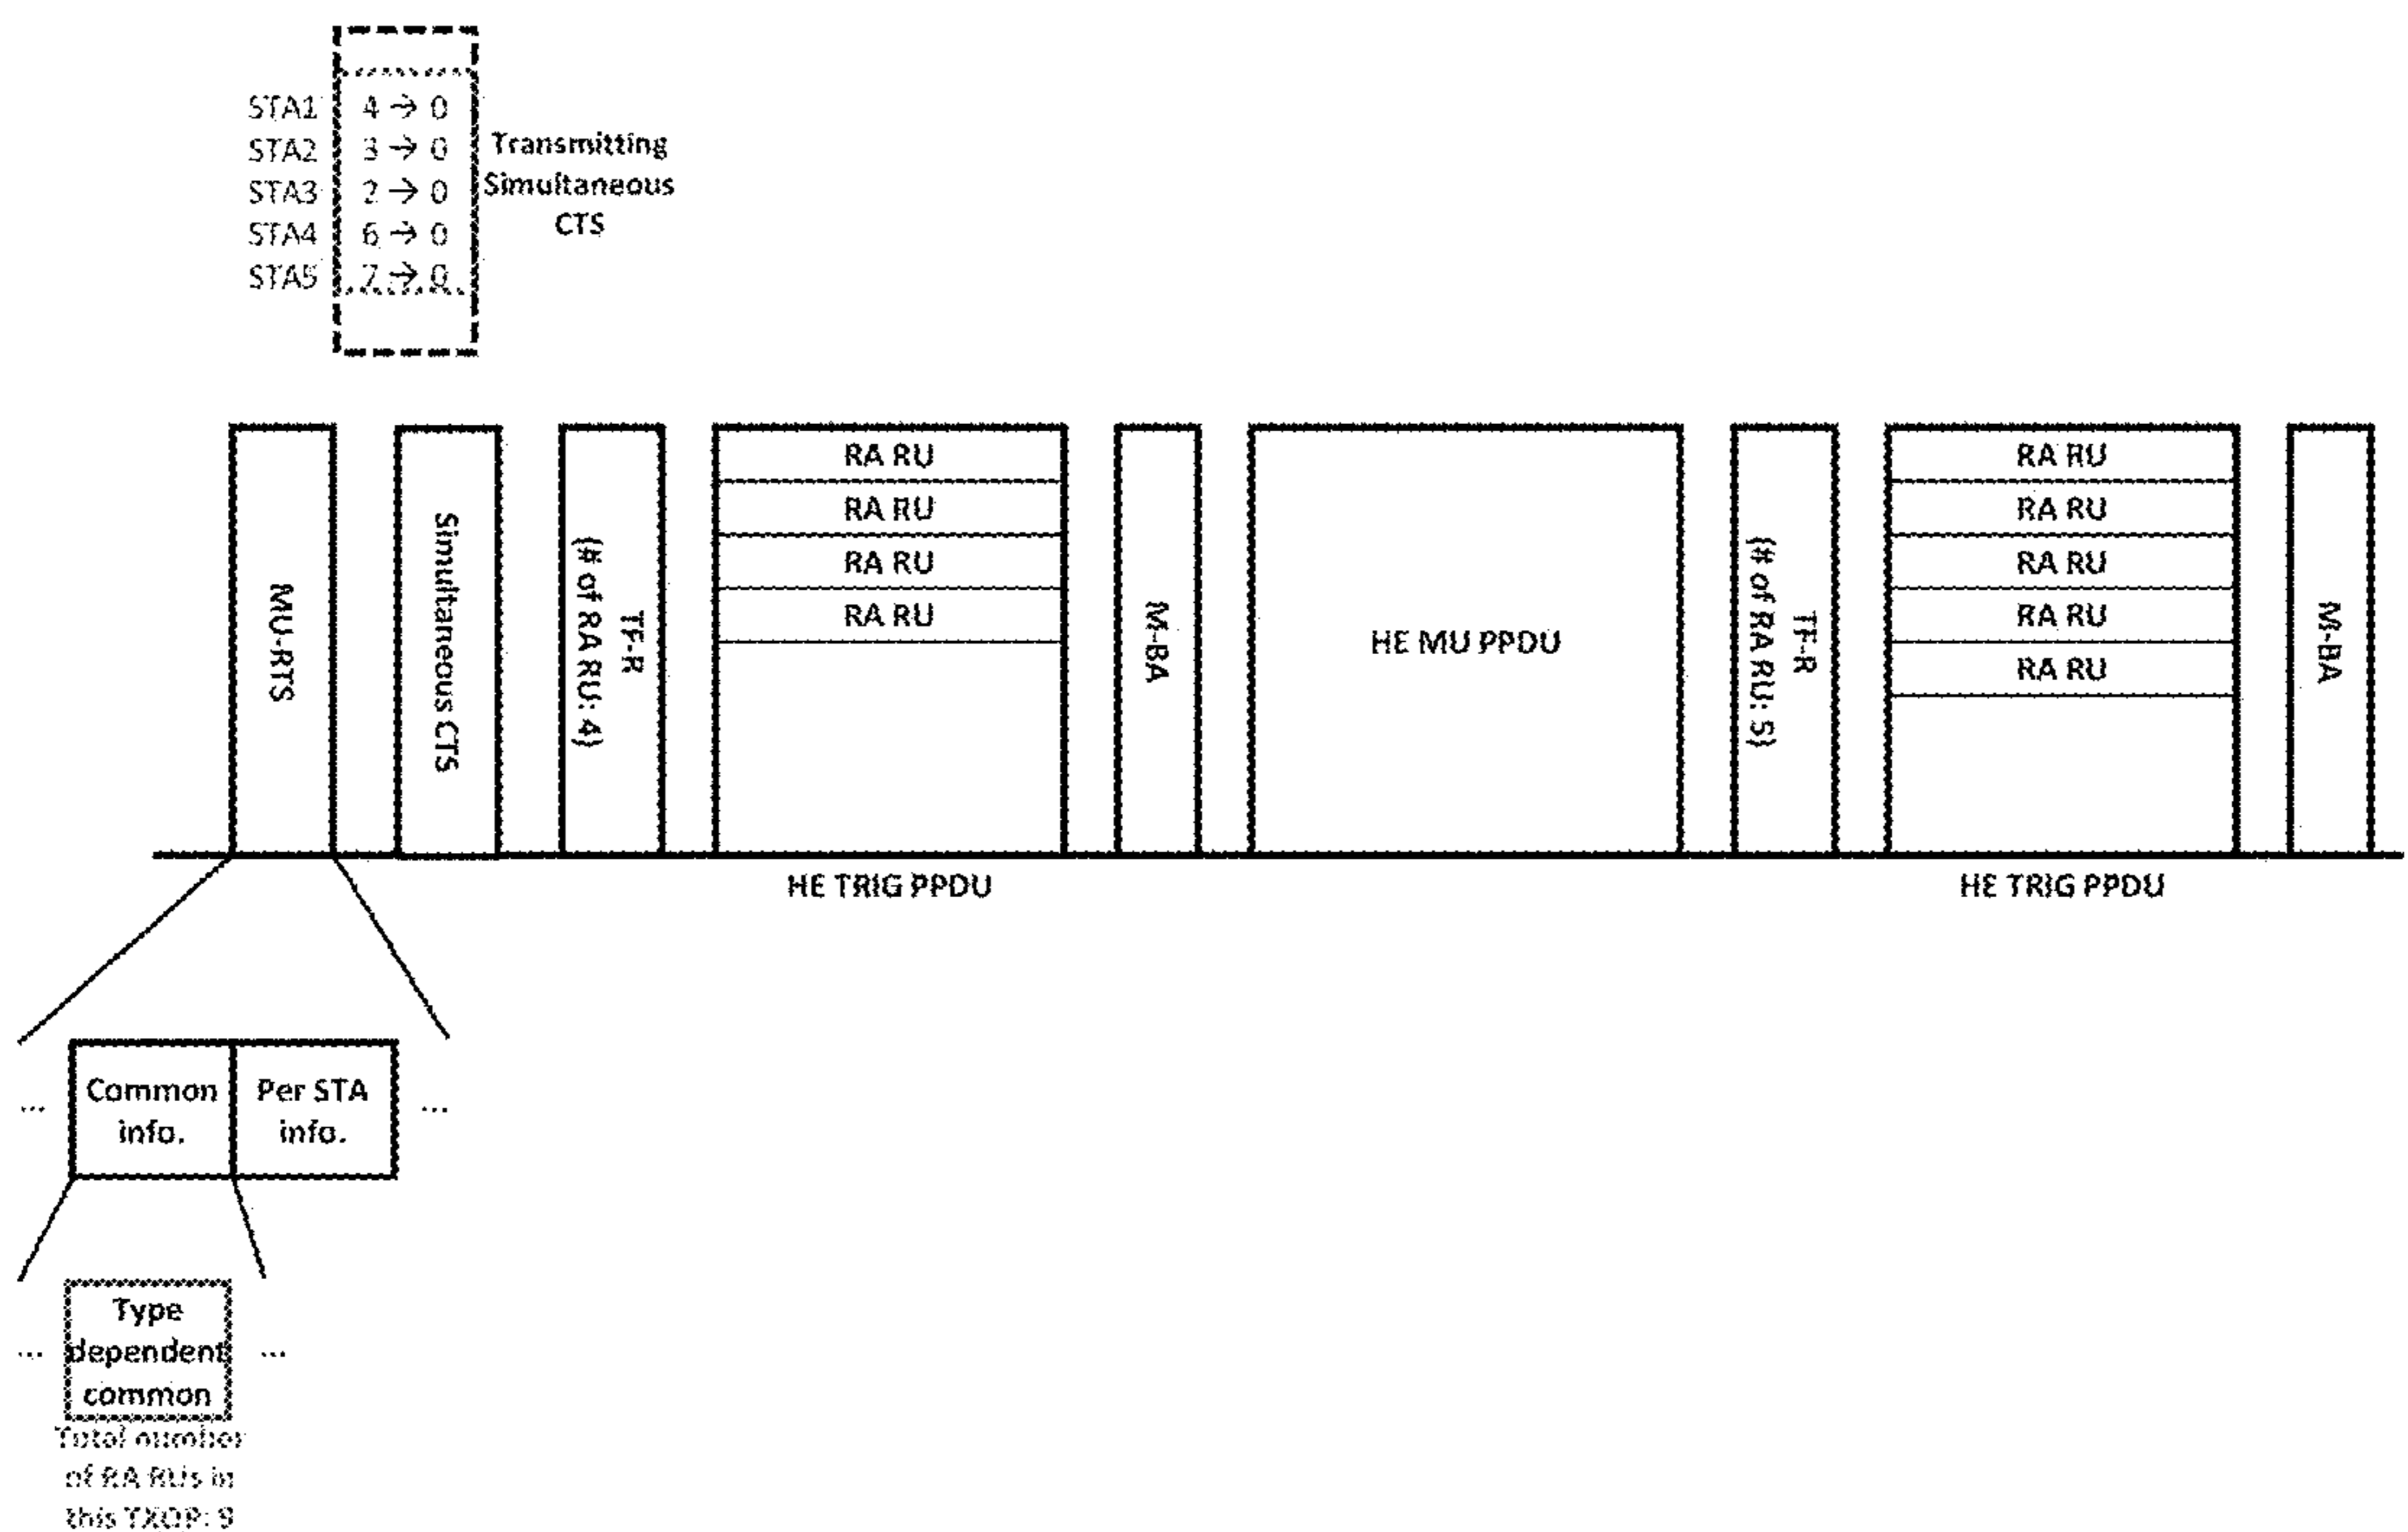 STA1 4 → 0
STA2 3 → 0
STA3 2 → 0
STA4 6 → 0
STA5 7 → 0
Transmitting
Simultaneous
CTS
MU-RTS
Simultaneous CTS
TF-R
(# of RA RU: 4)
RA RU
RA RU
RA RU
RA RU
M-BA
HE MU PPDU
TF-R
(# of RA RU: 5)
RA RU
RA RU
RA RU
RA RU
RA RU
M-BA
HE TRIG PPDU
HE TRIG PPDU
...
Common
info.
Per STA
info.
...
...
Type
dependent
common
...
Total number
of RA RUs in
this TXOP: 9